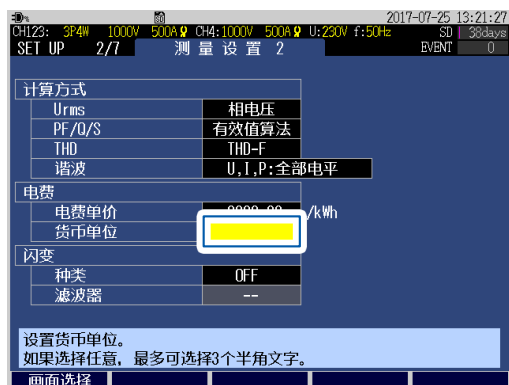 2017-07-25 13:21:27
CH123: 3P4W 1000V 500A CH4:1000V 500A U:230V f:50Hz SD 38days
SET UP 2/7 测量设置 2 EVENT 0
计算方式
Urms 相电压
PF/Q/S 有效值算法
THD THD-F
谐波 U,I,P:全部电平
电费
电费单价 /kWh
货币单位
闪变
种类 OFF
滤波器 --
设置货币单位。
如果选择任意，最多可选择3个半角文字。
画面选择